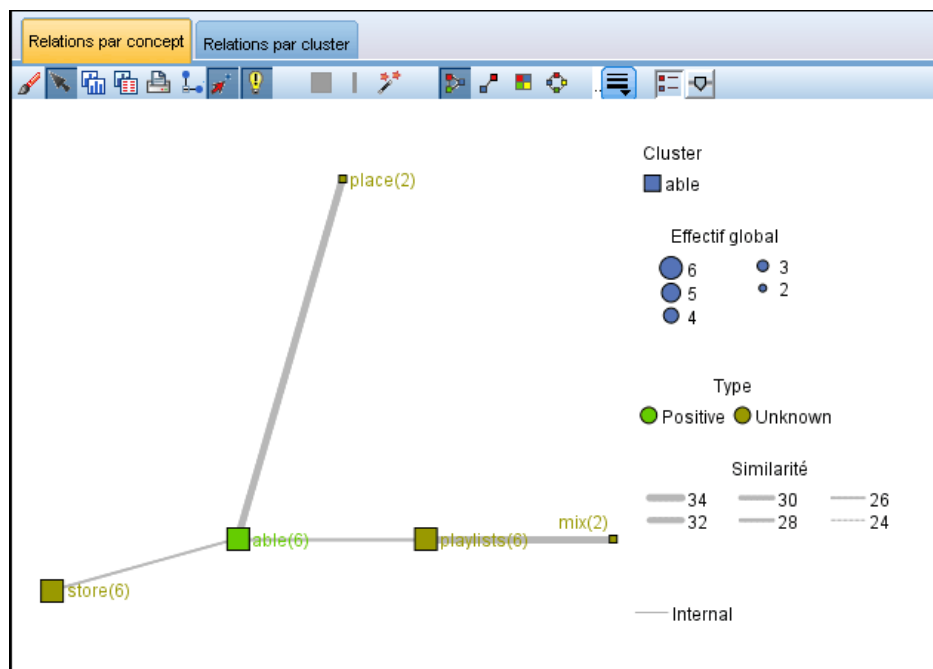 Relations par concept
Relations par cluster
..
place(2)
Cluster
able
Effectif global
6
3
5
2
4
Type
Positive
Unknown
Similarité
34
30
26
32
28
24
mix(2)
able(6)
playlists(6)
store(6)
Internal